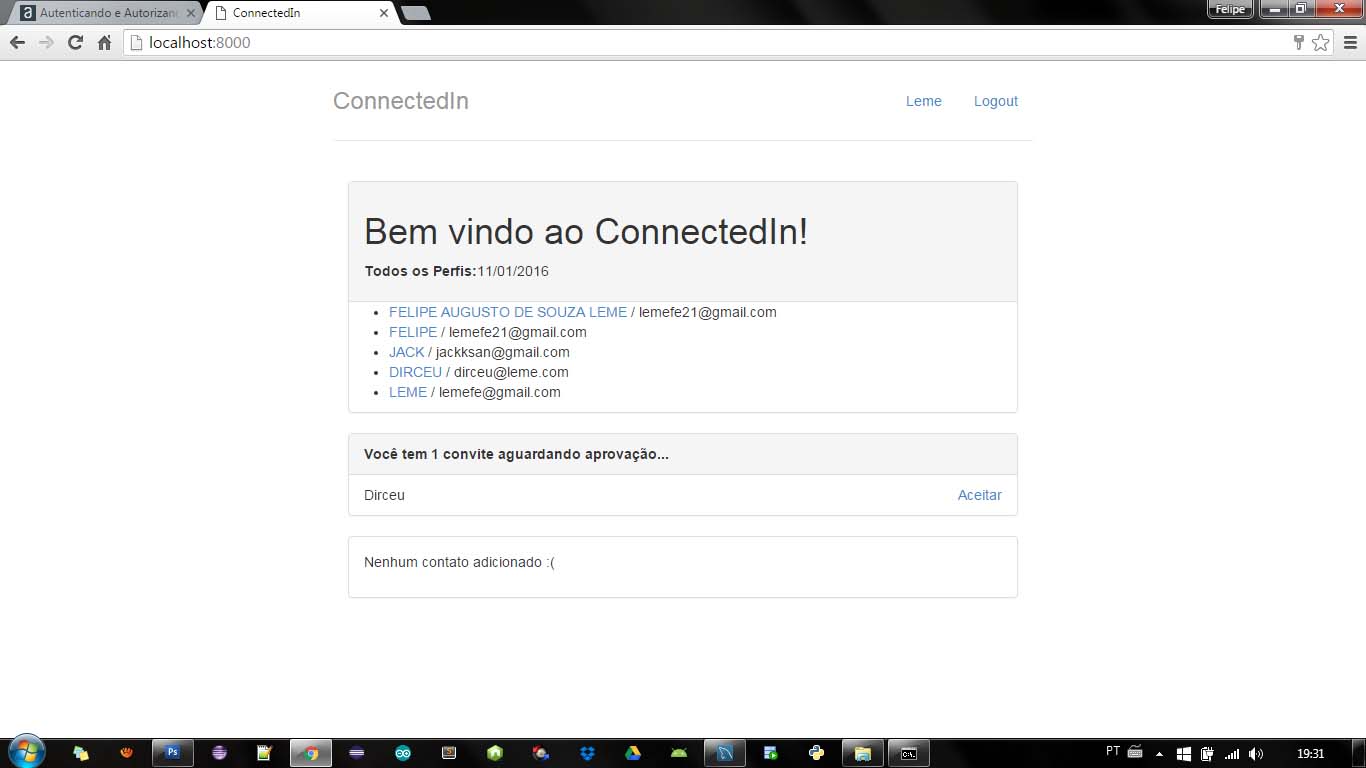 Autenticando e Autorizand
ConnectedIn
Felipe
localhost:8000
ConnectedIn
Leme
Logout
Bem vindo ao ConnectedIn!
Todos os Perfis:11/01/2016
FELIPE AUGUSTO DE SOUZA LEME / lemefe21@gmail.com
FELIPE / lemefe21@gmail.com
JACK / jackksan@gmail.com
DIRCEU / dirceu@leme.com
LEME / lemefe@gmail.com
Você tem 1 convite aguardando aprovação...
Dirceu
Aceitar
Nenhum contato adicionado :(
Ps
PT
19:31